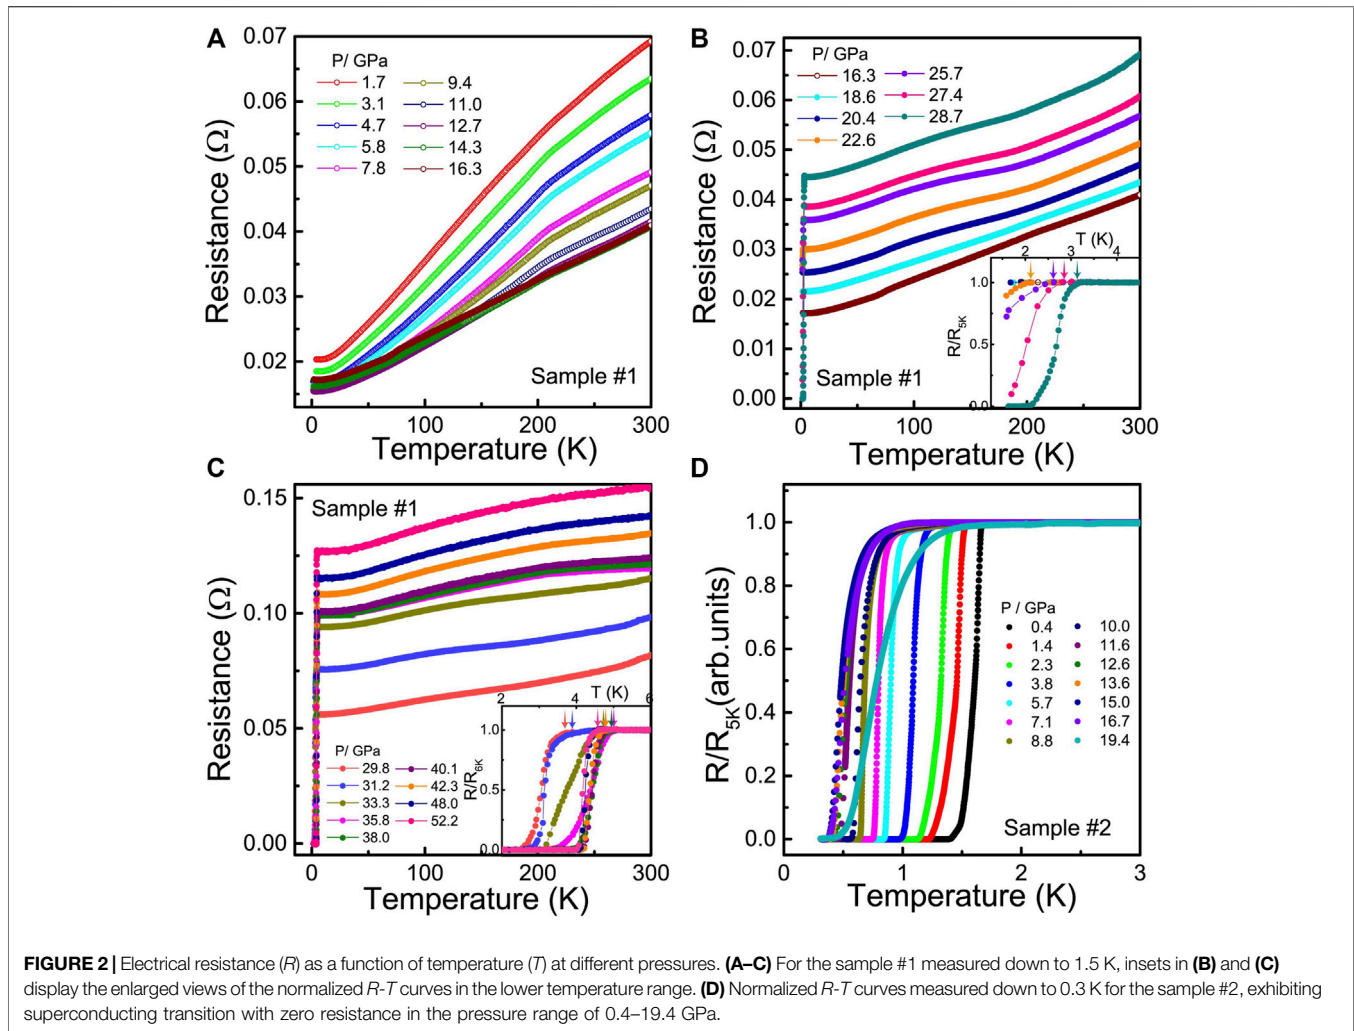 A
0.07
0.06
0.05
0.04
0.03
0.02
Resistance (Ω)
P/ GPa
1.7
3.1
4.7
5.8
7.8
9.4
11.0
12.7
14.3
16.3
Sample #1
0 100 200 300
Temperature (K)
B
0.07
0.06
0.05
0.04
0.03
0.02
0.01
0.00
Resistance (Ω)
P/ GPa
16.3
18.6
20.4
22.6
25.7
27.4
28.7
Sample #1
2 3 4
T (K)
1.0
0.5
0.0
R/R5K
0 100 200 300
Temperature (K)
C
0.15
0.10
0.05
0.00
Resistance (Ω)
Sample #1
P/ GPa
29.8
31.2
33.3
35.8
38.0
40.1
42.3
48.0
52.2
2 4 6
T (K)
1.0
0.5
0.0
R/R6K
0 100 200 300
Temperature (K)
D
1.0
0.8
0.6
0.4
0.2
0.0
R/R5K(arb.units)
P / GPa
0.4
1.4
2.3
3.8
5.7
7.1
8.8
10.0
11.6
12.6
13.6
15.0
16.7
19.4
Sample #2
0 1 2 3
Temperature (K)
FIGURE 2 | Electrical resistance (R) as a function of temperature (T) at different pressures. (A–C) For the sample #1 measured down to 1.5 K, insets in (B) and (C)
display the enlarged views of the normalized R-T curves in the lower temperature range. (D) Normalized R-T curves measured down to 0.3 K for the sample #2, exhibiting
superconducting transition with zero resistance in the pressure range of 0.4–19.4 GPa.